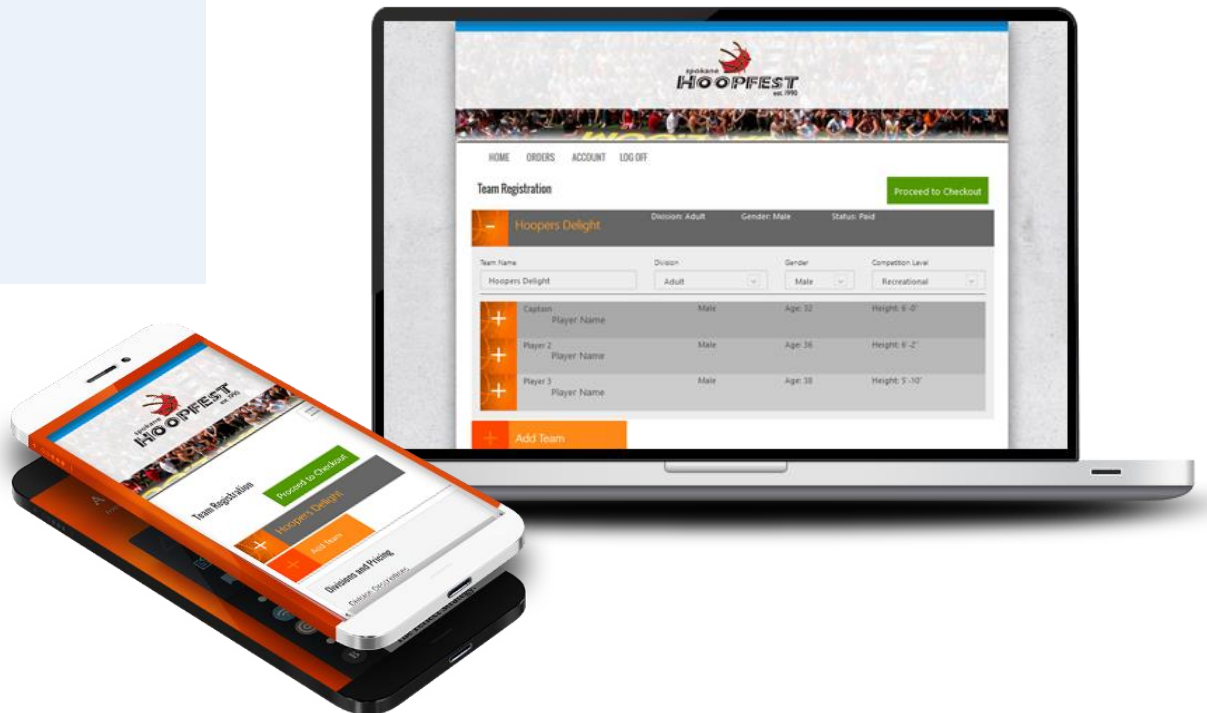 spokane
HOOPFEST
est. 1990
HOME ORDERS ACCOUNT LOG OFF
Team Registration
Proceed to Checkout
Hoopers Delight Division: Adult Gender: Male Status: Paid
Team Name Division Gender Competition Level
Hoopers Delight Adult Male Recreational
Captain Male Age: 32 Height: 6'-0"
Player Name
Player 2 Male Age: 36 Height: 6'-2"
Player Name
Player 3 Male Age: 38 Height: 5'-10"
Player Name
Add Team
spokane
HOOPFEST
est. 1990
Team Registration
Proceed to Checkout
Hoopers Delight
Add Team
Divisions and Pricing
Division Descriptions